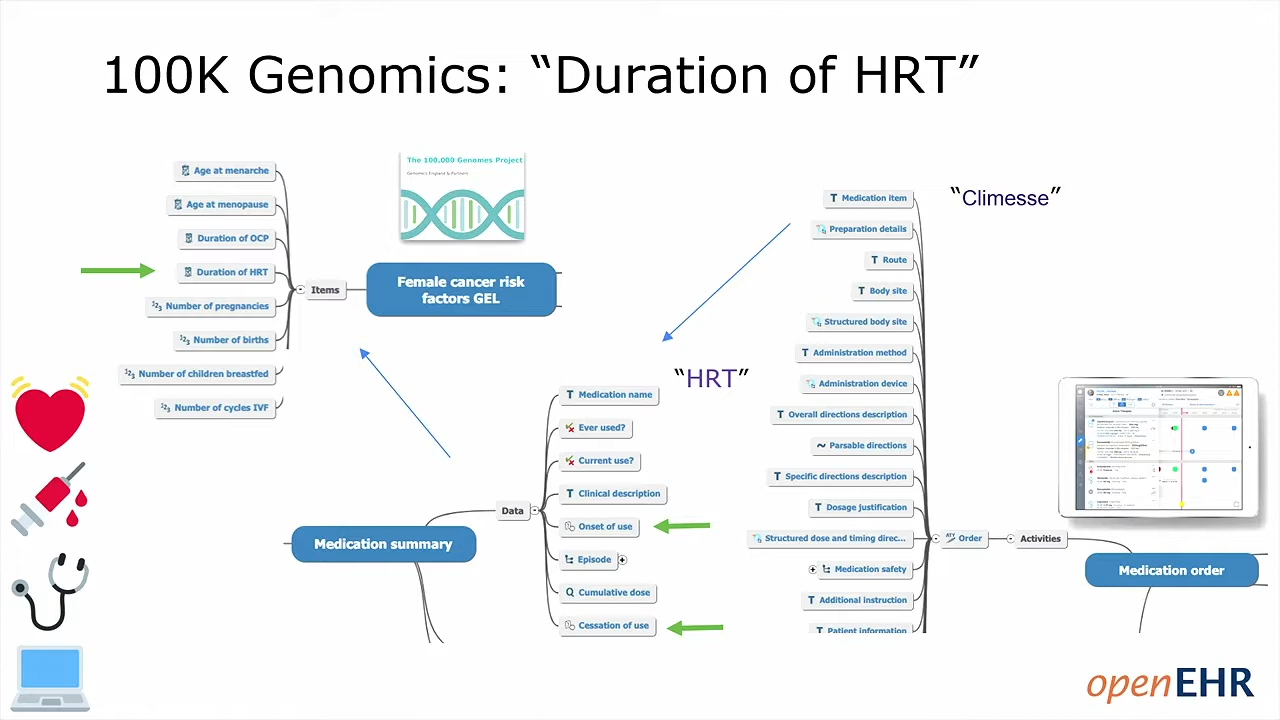 100K Genomics: “Duration of HRT”
The 100,000 Genomes Project
Genomics England & Partners
Age at menarche
Age at menopause
Duration of OCP
Duration of HRT
Number of pregnancies
Number of births
Number of children breastfed
Number of cycles IVF
Items
Female cancer risk
factors GEL
“HRT”
Medication name
Ever used?
Current use?
Clinical description
Onset of use
Episode
Cumulative dose
Cessation of use
Data
Medication summary
“Climesse”
Medication item
Preparation details
Route
Body site
Structured body site
Administration method
Administration device
Overall directions description
Parsable directions
Specific directions description
Dosage justification
Structured dose and timing direc...
Medication safety
Additional instruction
Patient information
Order
Activities
Medication order
openEHR